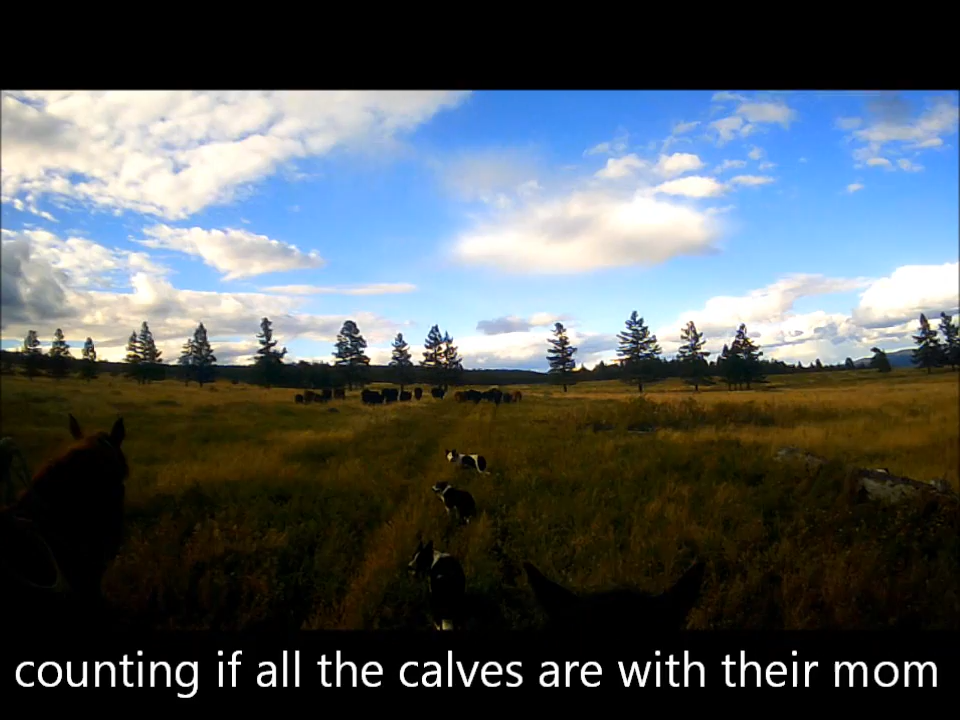 counting if all the calves are with their mom